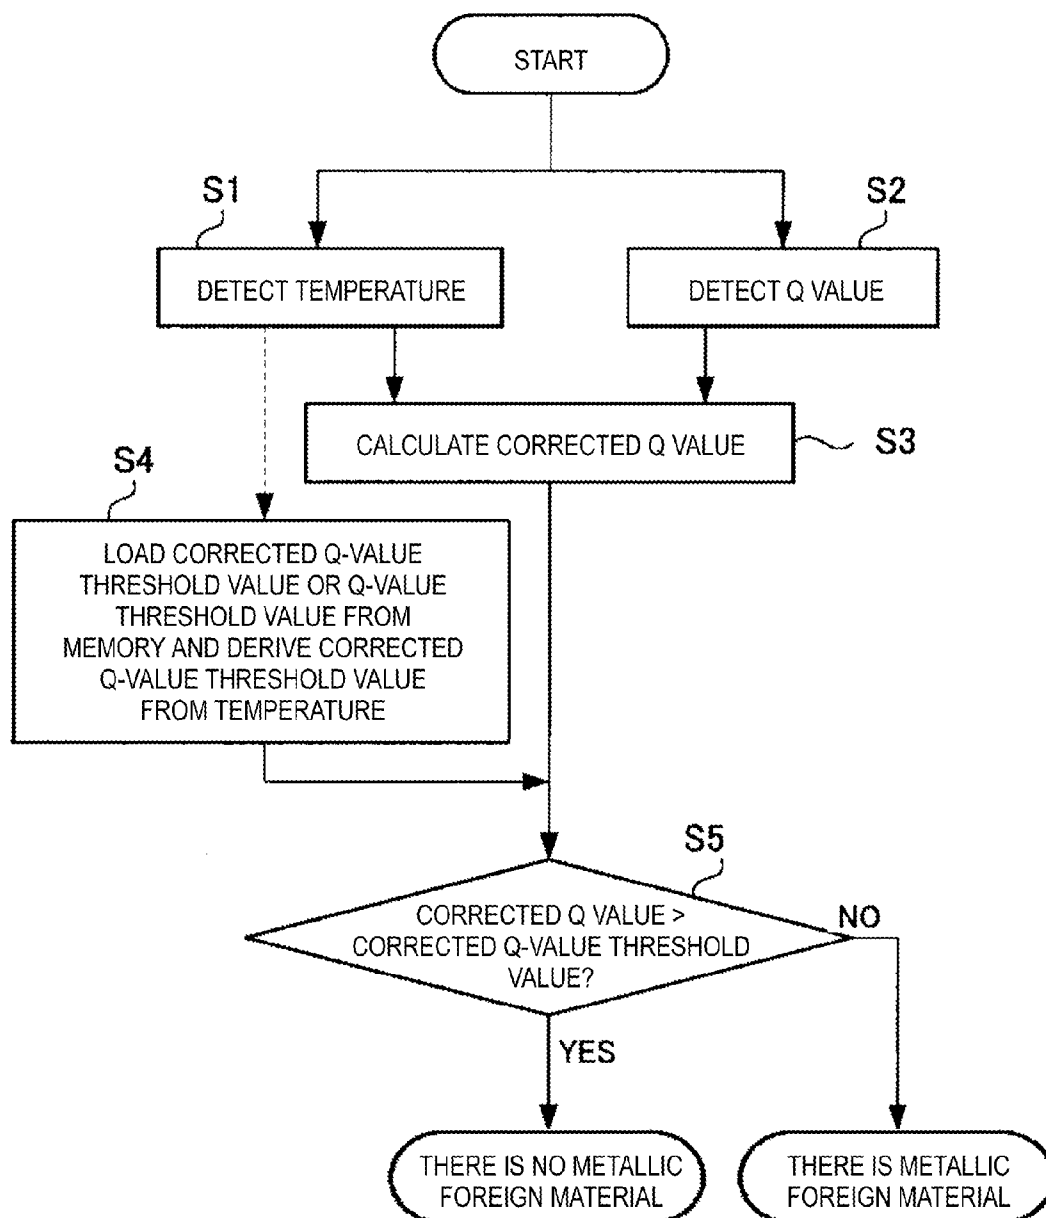 START
S1
S2
DETECT TEMPERATURE
DETECT Q VALUE
CALCULATE CORRECTED Q VALUE
S3
S4
LOAD CORRECTED Q-VALUE
THRESHOLD VALUE OR Q-VALUE
THRESHOLD VALUE FROM
MEMORY AND DERIVE CORRECTED
Q-VALUE THRESHOLD VALUE
FROM TEMPERATURE
S5
CORRECTED Q VALUE >
CORRECTED Q-VALUE THRESHOLD
VALUE?
NO
YES
THERE IS NO METALLIC
FOREIGN MATERIAL
THERE IS METALLIC
FOREIGN MATERIAL